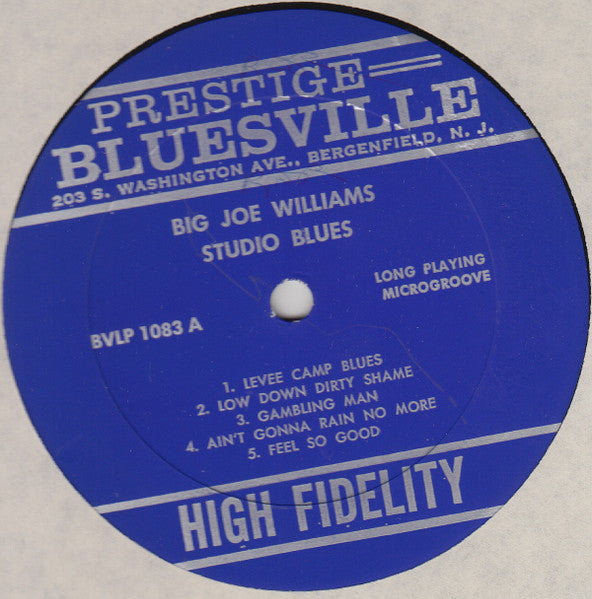 PRESTIGE
BLUESVILLE
203 S. WASHINGTON AVE., BERGENFIELD, N. J.
BIG JOE WILLIAMS
STUDIO BLUES
LONG PLAYING
MICROGROOVE
BVLP 1083 A
1. LEVEE CAMP BLUES
2. LOW DOWN DIRTY SHAME
3. GAMBLING MAN
4. AIN'T GONNA RAIN NO MORE
5. FEEL SO GOOD
HIGH FIDELITY